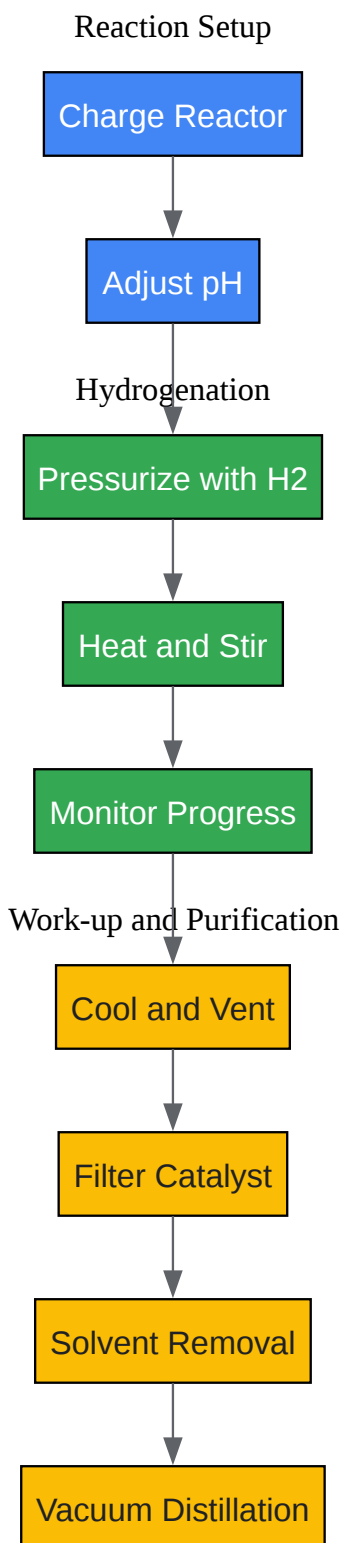 Reaction Setup
Charge Reactor
Adjust pH
Hydrogenation
Pressurize with H2
Heat and Stir
Monitor Progress
Work-up and Purification
Cool and Vent
Filter Catalyst
Solvent Removal
Vacuum Distillation